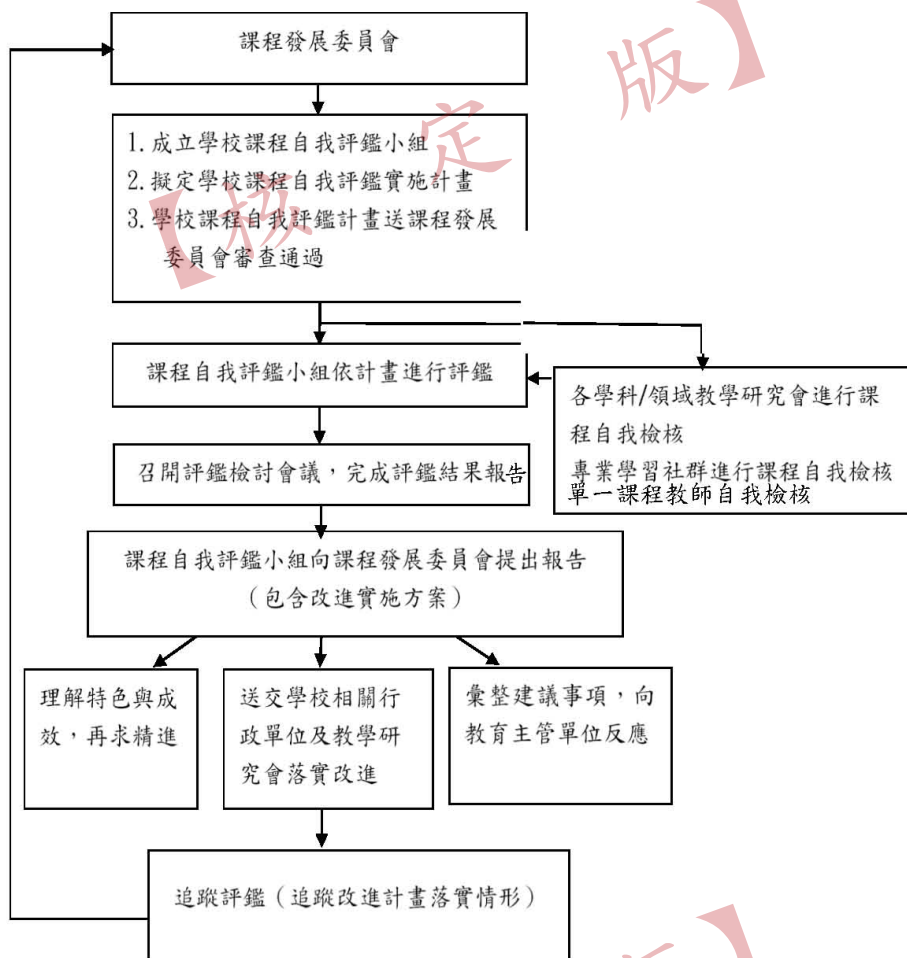 課程發展委員會
1. 成立學校課程自我評鑑小組
2. 擬定學校課程自我評鑑實施計畫
3. 學校課程自我評鑑計畫送課程發展
委員會審查通過
課程自我評鑑小組依計畫進行評鑑
各學科/領域教學研究會進行課
程自我檢核
專業學習社群進行課程自我檢核
單一課程教師自我檢核
召開評鑑檢討會議，完成評鑑結果報告
課程自我評鑑小組向課程發展委員會提出報告
（包含改進實施方案）
理解特色與成
效，再求精進
送交學校相關行
政單位及教學研
究會落實改進
彙整建議事項，向
教育主管單位反應
追蹤評鑑（追蹤改進計畫落實情形）
【核定版】